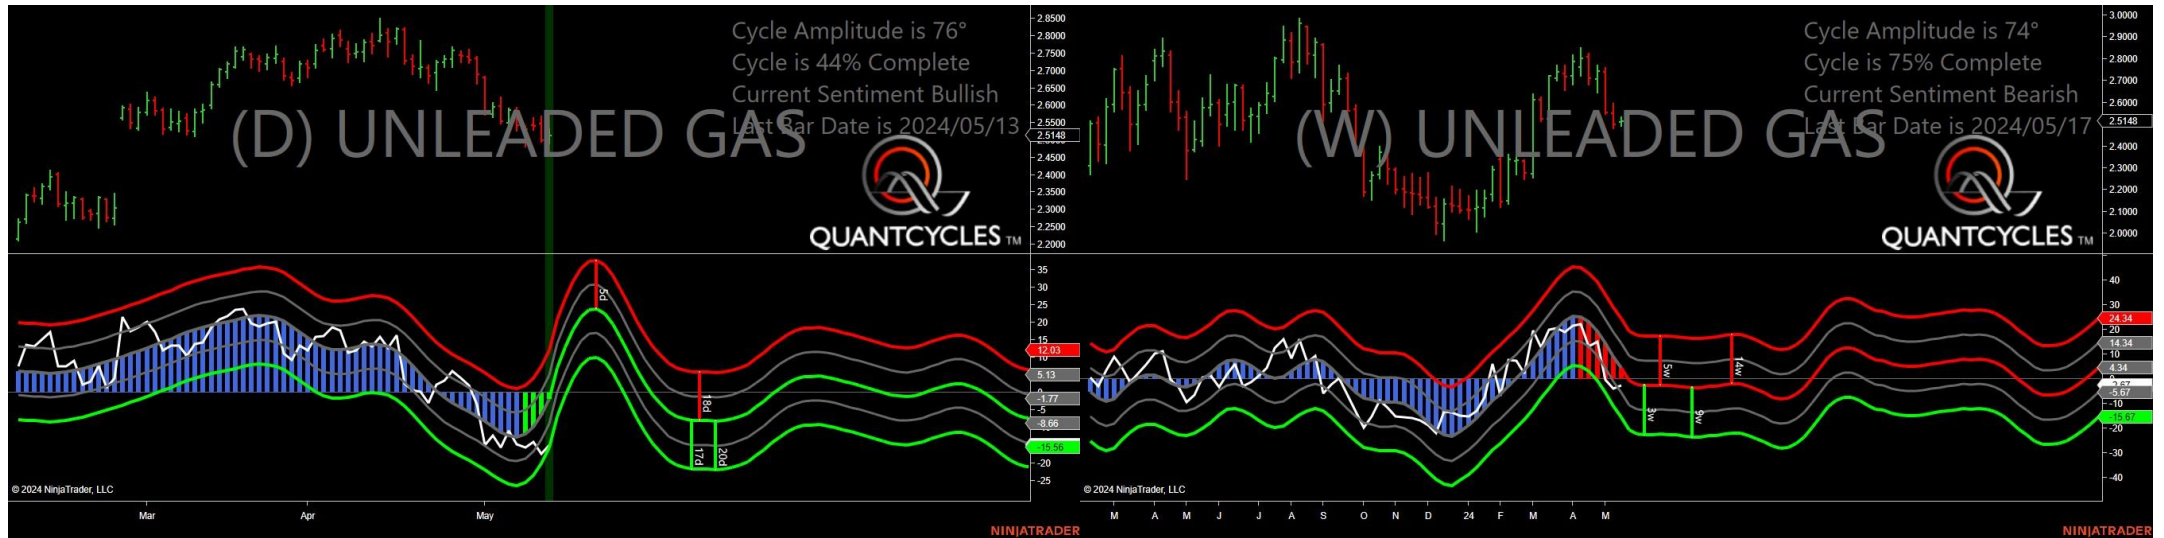 Cycle Amplitude is 76°
Cycle is 44% Complete
Current Sentiment Bullish
Last Bar Date is 2024/05/13
(D) UNLEADED GAS
QUANTCYCLES TM
2.8500
2.8000
2.7500
2.7000
2.6500
2.6000
2.5500
2.5148
2.4500
2.4000
2.3500
2.3000
2.2500
2.2000
35
30
25
20
15
10
12.03
5.13
0
-1.77
-5
-8.66
-15.56
-20
-25
5d
18d
17d
20d
© 2024 NinjaTrader, LLC
Mar
Apr
May
NINJATRADER
Cycle Amplitude is 74°
Cycle is 75% Complete
Current Sentiment Bearish
Last Bar Date is 2024/05/17
(W) UNLEADED GAS
QUANTCYCLES TM
3.0000
2.9000
2.8000
2.7000
2.6000
2.5148
2.4000
2.3000
2.2000
2.1000
2.0000
40
30
24.34
20
14.34
10
4.34
-5.67
-10
-15.67
-20
-30
-40
5w
14w
3w
9w
© 2024 NinjaTrader, LLC
M A M J J A S O N D 24 F M A M
NINJATRADER